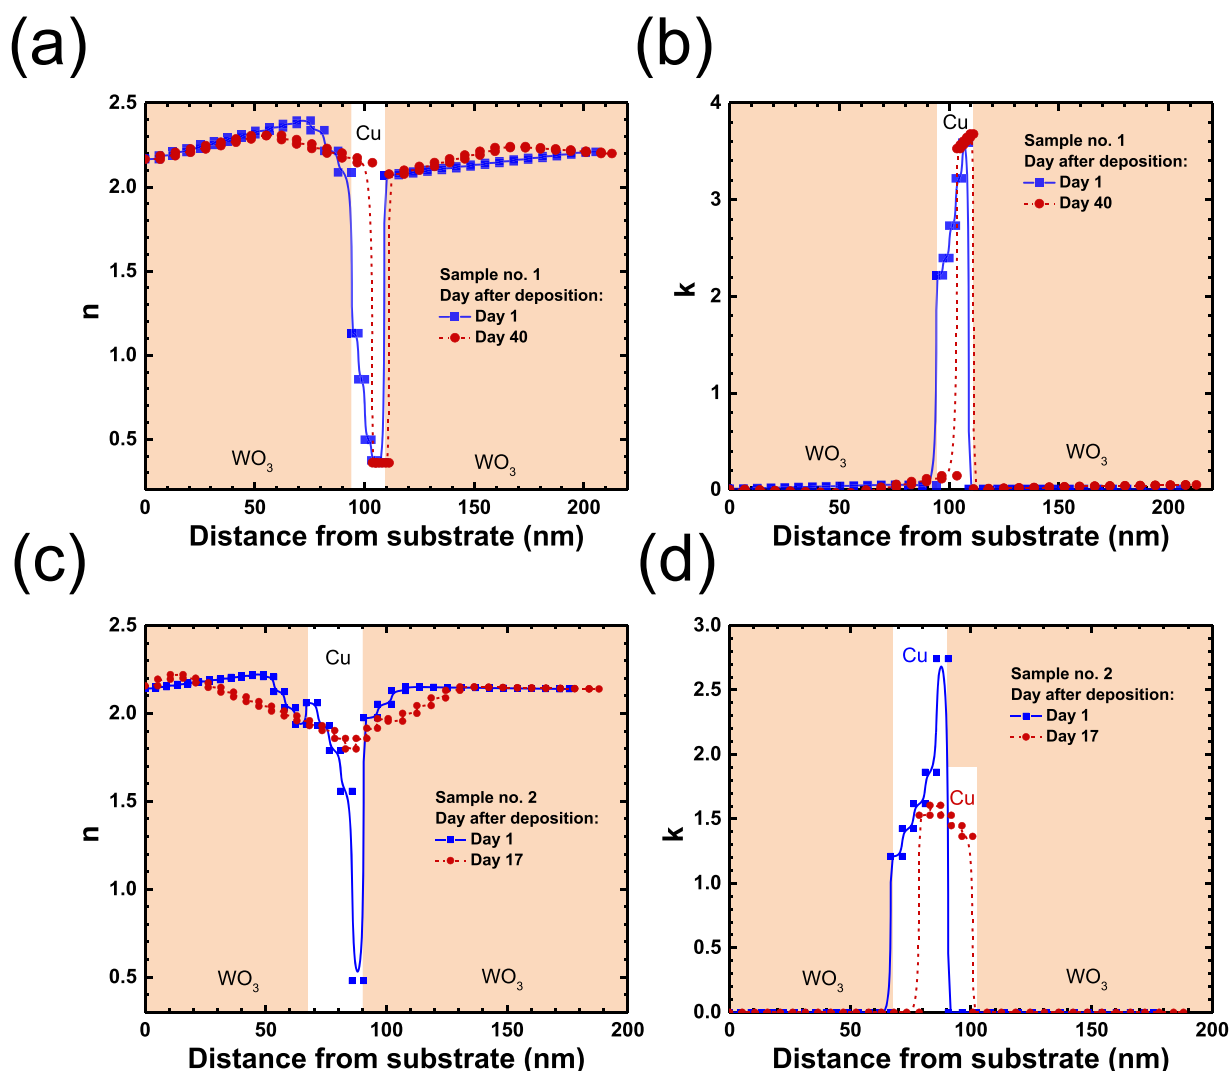 (a)
2.5
2.0
1.5
1.0
0.5
n
Cu
Sample no. 1
Day after deposition:
Day 1
Day 40
WO3
WO3
0 50 100 150 200
Distance from substrate (nm)
(b)
4
3
2
1
0
k
Cu
Sample no. 1
Day after deposition:
Day 1
Day 40
WO3
WO3
0 50 100 150 200
Distance from substrate (nm)
(c)
2.5
2.0
1.5
1.0
0.5
n
Cu
Sample no. 2
Day after deposition:
Day 1
Day 17
WO3
WO3
0 50 100 150 200
Distance from substrate (nm)
(d)
3.0
2.5
2.0
1.5
1.0
0.5
0.0
k
Cu
Sample no. 2
Day after deposition:
Day 1
Day 17
Cu
WO3
WO3
0 50 100 150 200
Distance from substrate (nm)